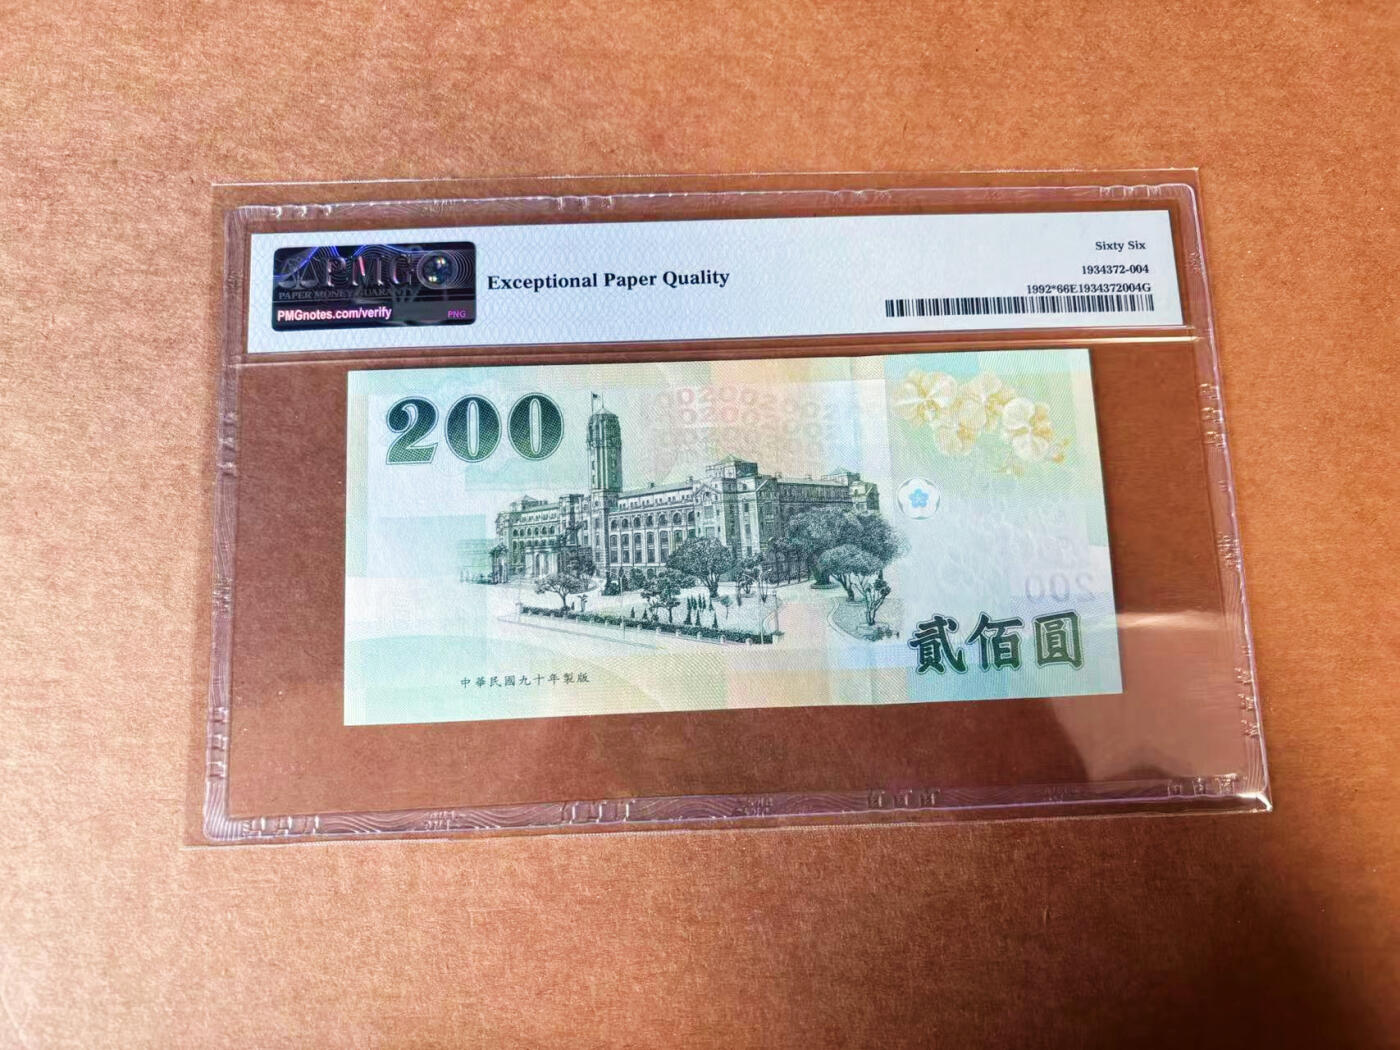 PMG
PAPER MONEY GUARANTY
PMGnotes.com/verify
PNG
Exceptional Paper Quality
Sixty Six
1934372-004
1992*66E1934372004G
200
200
貳佰圓
中華民國九十年製版